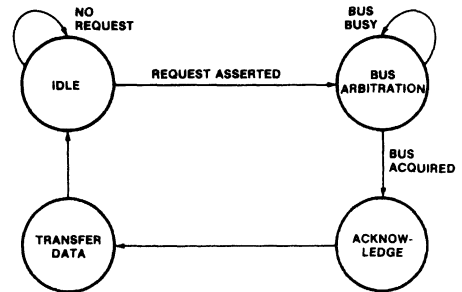 NO
REQUEST
BUS
BUSY
IDLE
REQUEST ASSERTED
BUS
ARBITRATION
BUS
ACQUIRED
TRANSFER
DATA
ACKNOW-
LEDGE